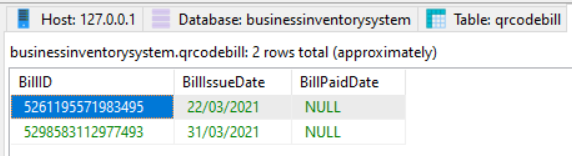 Host: 127.0.0.1 Database: businessinventorysystem Table: qrcodebill
businessinventorysystem.qrcodebill: 2 rows total (approximately)
BillID BillIssueDate BillPaidDate
5261195571983495 22/03/2021 NULL
5298583112977493 31/03/2021 NULL